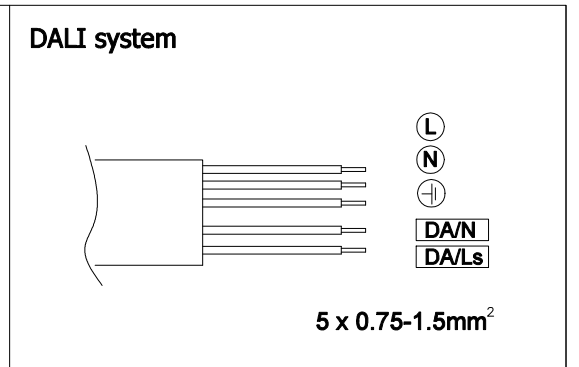 DALI system
L
N
DA/N
DA/Ls
5 x 0.75-1.5mm²